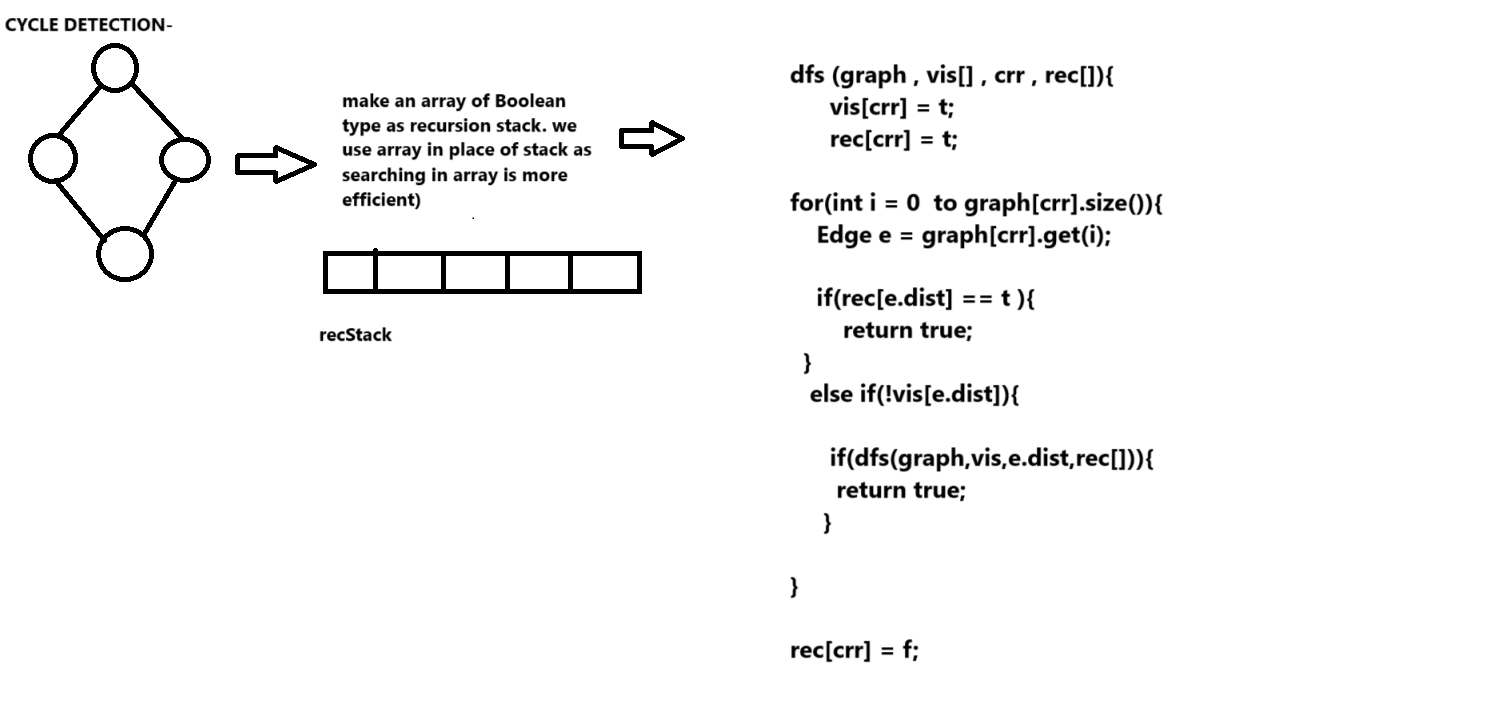 CYCLE DETECTION-
make an array of Boolean
type as recursion stack. we
use array in place of stack as
searching in array is more
efficient)
recStack
dfs (graph , vis[] , crr , rec[]){
vis[crr] = t;
rec[crr] = t;
for(int i = 0  to graph[crr].size()){
Edge e = graph[crr].get(i);
if(rec[e.dist] == t ){
return true;
}
else if(!vis[e.dist]){
if(dfs(graph,vis,e.dist,rec[])){
return true;
}
}
rec[crr] = f;